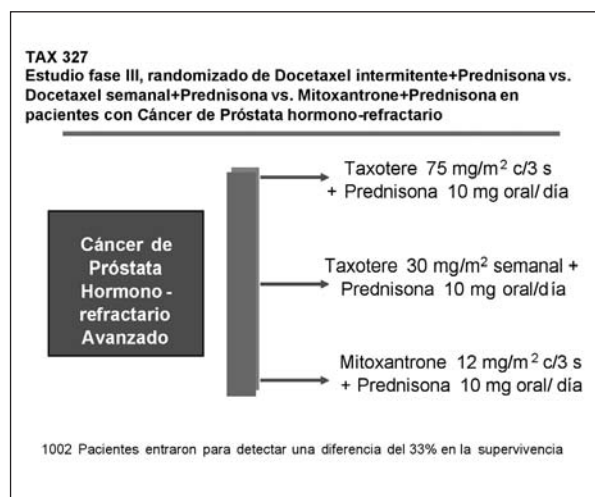 TAX 327
Estudio fase III, randomizado de Docetaxel intermitente+Prednisona vs.
Docetaxel semanal+Prednisona vs. Mitoxantrone+Prednisona en
pacientes con Cáncer de Próstata hormono-refractario
Cáncer de
Próstata
Hormono -
refractario
Avanzado
Taxotere 75 mg/m² c/3 s
+ Prednisona 10 mg oral/ día
Taxotere 30 mg/m² semanal +
Prednisona 10 mg oral/día
Mitoxantrone 12 mg/m² c/3 s
+ Prednisona 10 mg oral/ día
1002 Pacientes entraron para detectar una diferencia del 33% en la supervivencia